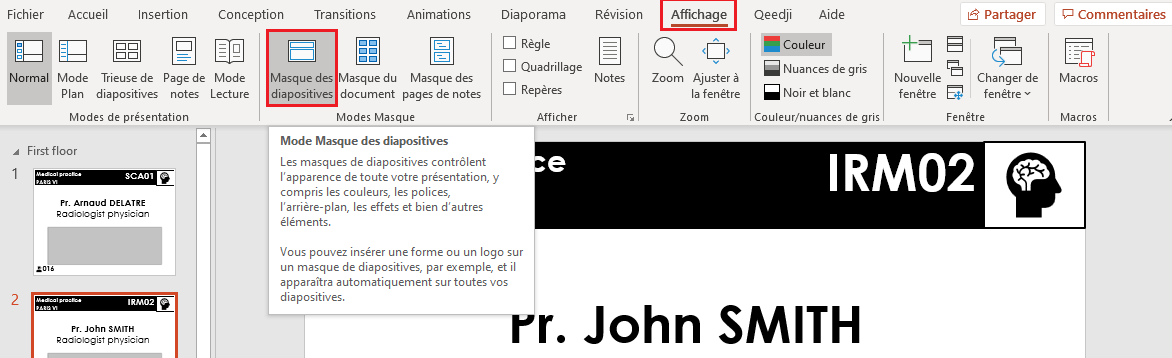 Fichier Accueil Insertion Conception Transitions Animations Diaporama Révision Affichage Qeedji Aide Partager Commentaires
Normal
Mode
Plan
Trieuse de
diapositives
Page de
notes
Mode
Lecture
Modes de présentation
Masque des
diapositives
Masque du
document
Masque des
pages de notes
Modes Masque
Règle
Quadrillage
Repères
Notes
Afficher
Zoom
Ajuster à
la fenêtre
Zoom
Couleur
Nuances de gris
Noir et blanc
Couleur/nuances de gris
Nouvelle
fenêtre
Changer de
fenêtre
Fenêtre
Macros
Macros
Mode Masque des diapositives
Les masques de diapositives contrôlent
l'apparence de toute votre présentation, y
compris les couleurs, les polices,
l'arrière-plan, les effets et bien d'autres
éléments.
Vous pouvez insérer une forme ou un logo sur
un masque de diapositives, par exemple, et il
apparaîtra automatiquement sur toutes vos
diapositives.
First floor
1
Medical practice
PARIS VI
SCA01
Pr. Arnaud DELATRE
Radiologist physician
016
2
Medical practice
PARIS VI
IRM02
Pr. John SMITH
Radiologist physician
ce
IRM02
Pr. John SMITH